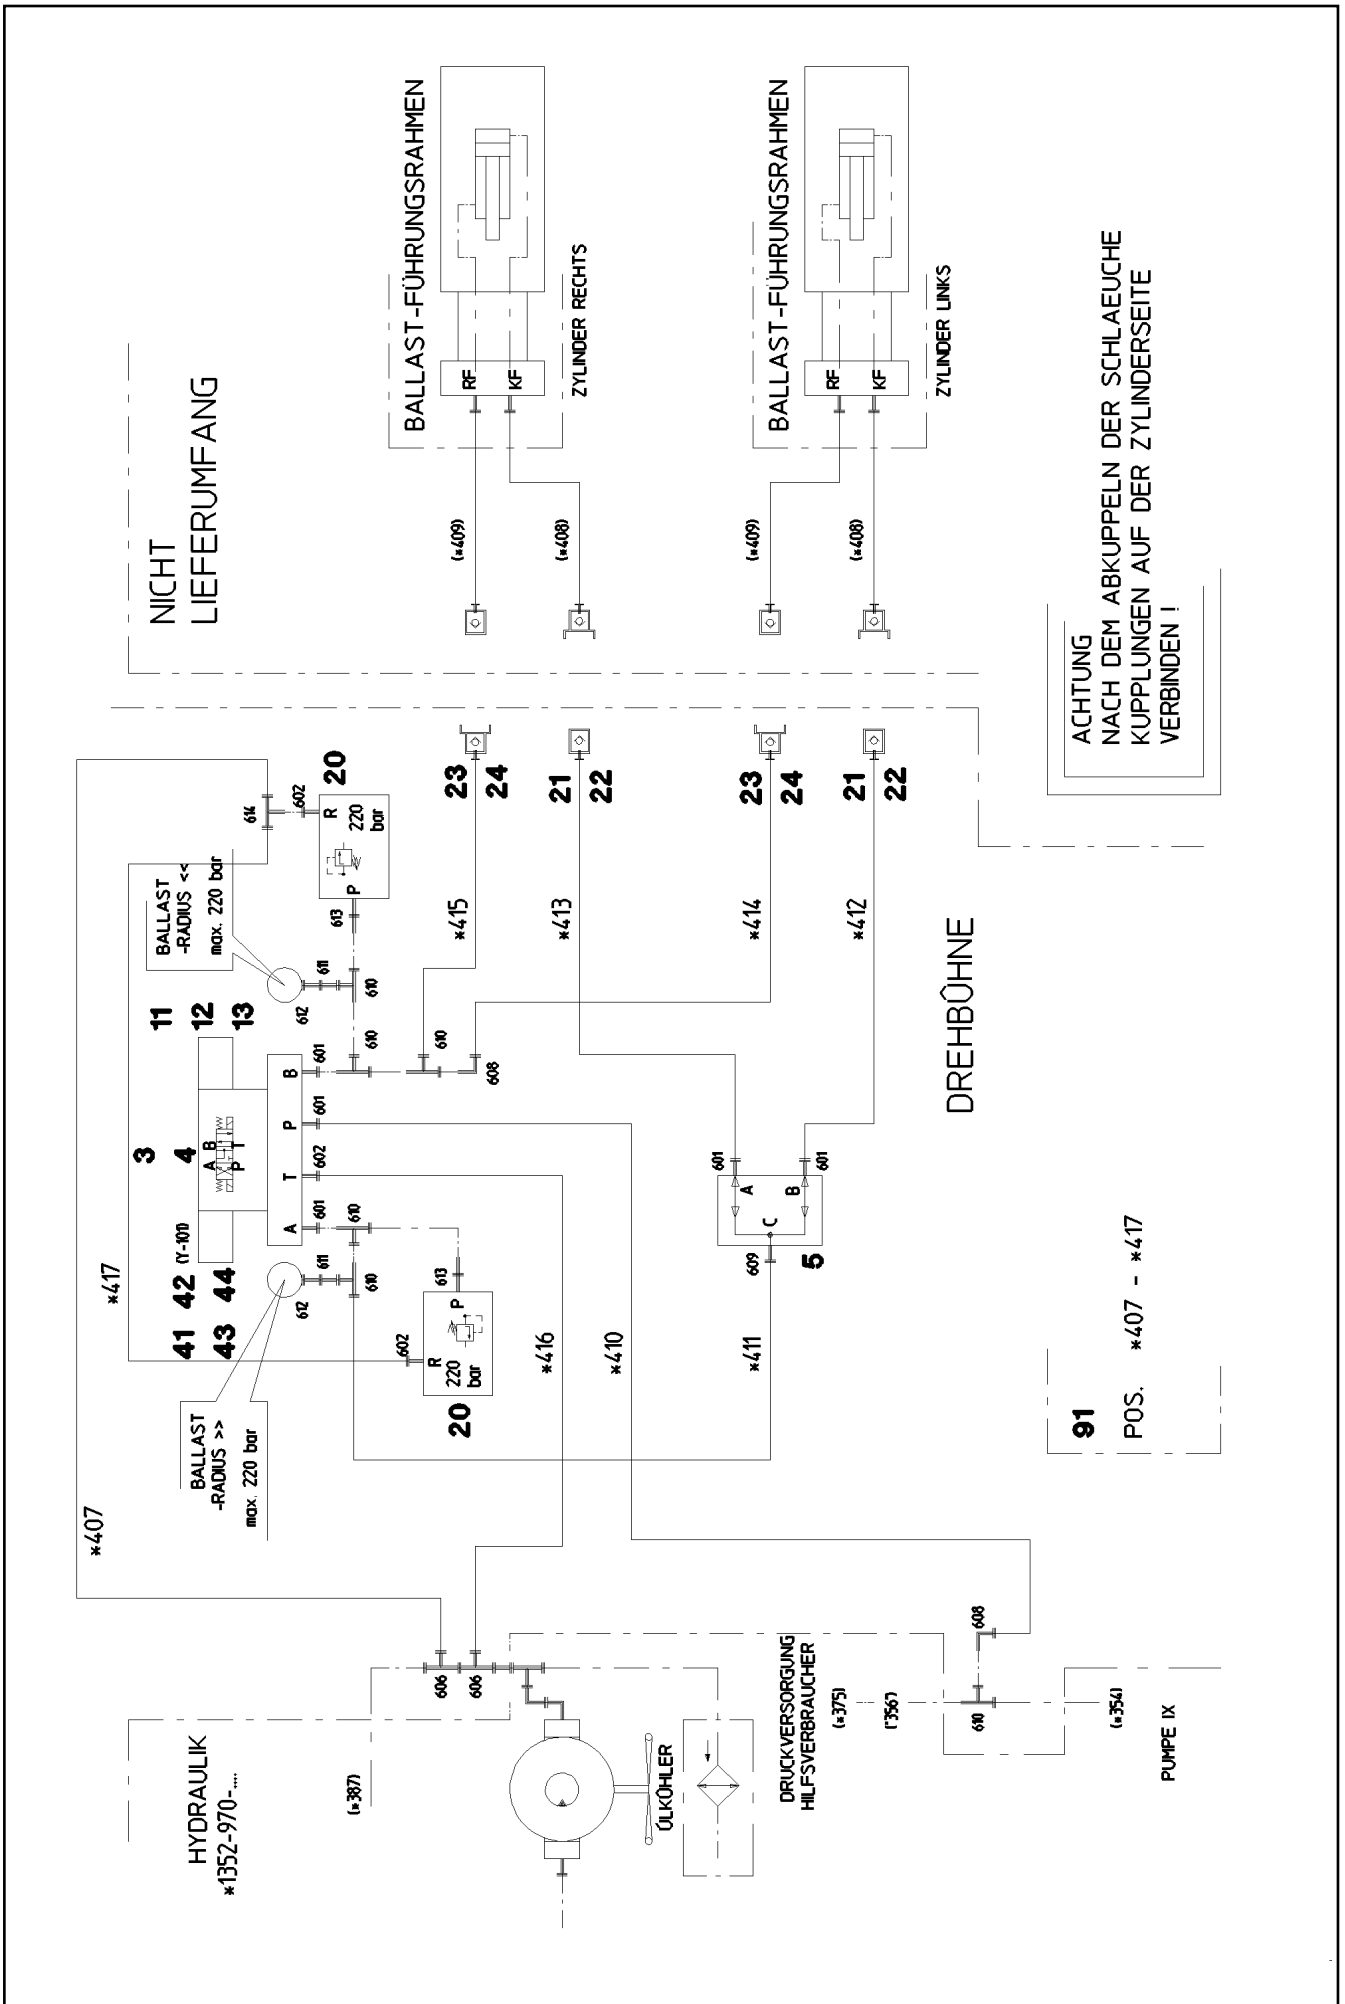 NICHT
LIEFERUMFANG
BALLAST-FÜHRUNGSRAHMEN
RF
KF
ZYLINDER RECHTS
(*409)
(*408)
BALLAST-FÜHRUNGSRAHMEN
RF
KF
ZYLINDER LINKS
(*409)
(*408)
ACHTUNG
NACH DEM ABKUPPELN DER SCHLAEUCHE
KUPPLUNGEN AUF DER ZYLINDERSEITE
VERBINDEN !
614
602
20
R
220
bar
P
613
BALLAST
-RADIUS <<
max. 220 bar
611
612
610
11
12
13
610
601
B
610
608
23
24
21
22
23
24
21
22
*415
*413
*414
*412
DREHBÛHNE
3
4
A B
P T
P
601
T
602
A
601
610
(Y-101)
41 42
43 44
611
612
610
613
P
602
R
220
bar
20
*417
BALLAST
-RADIUS >>
max. 220 bar
*407
*416
*410
*411
601
A
B
601
C
609
5
91
POS. *407 - *417
HYDRAULIK
*1352-970-....
(*387)
606
606
ÛLKÛHLER
DRUCKVERSORGUNG
HILFSVERBRAUCHER
(*375)
(*356)
608
610
(*354)
PUMPE IX